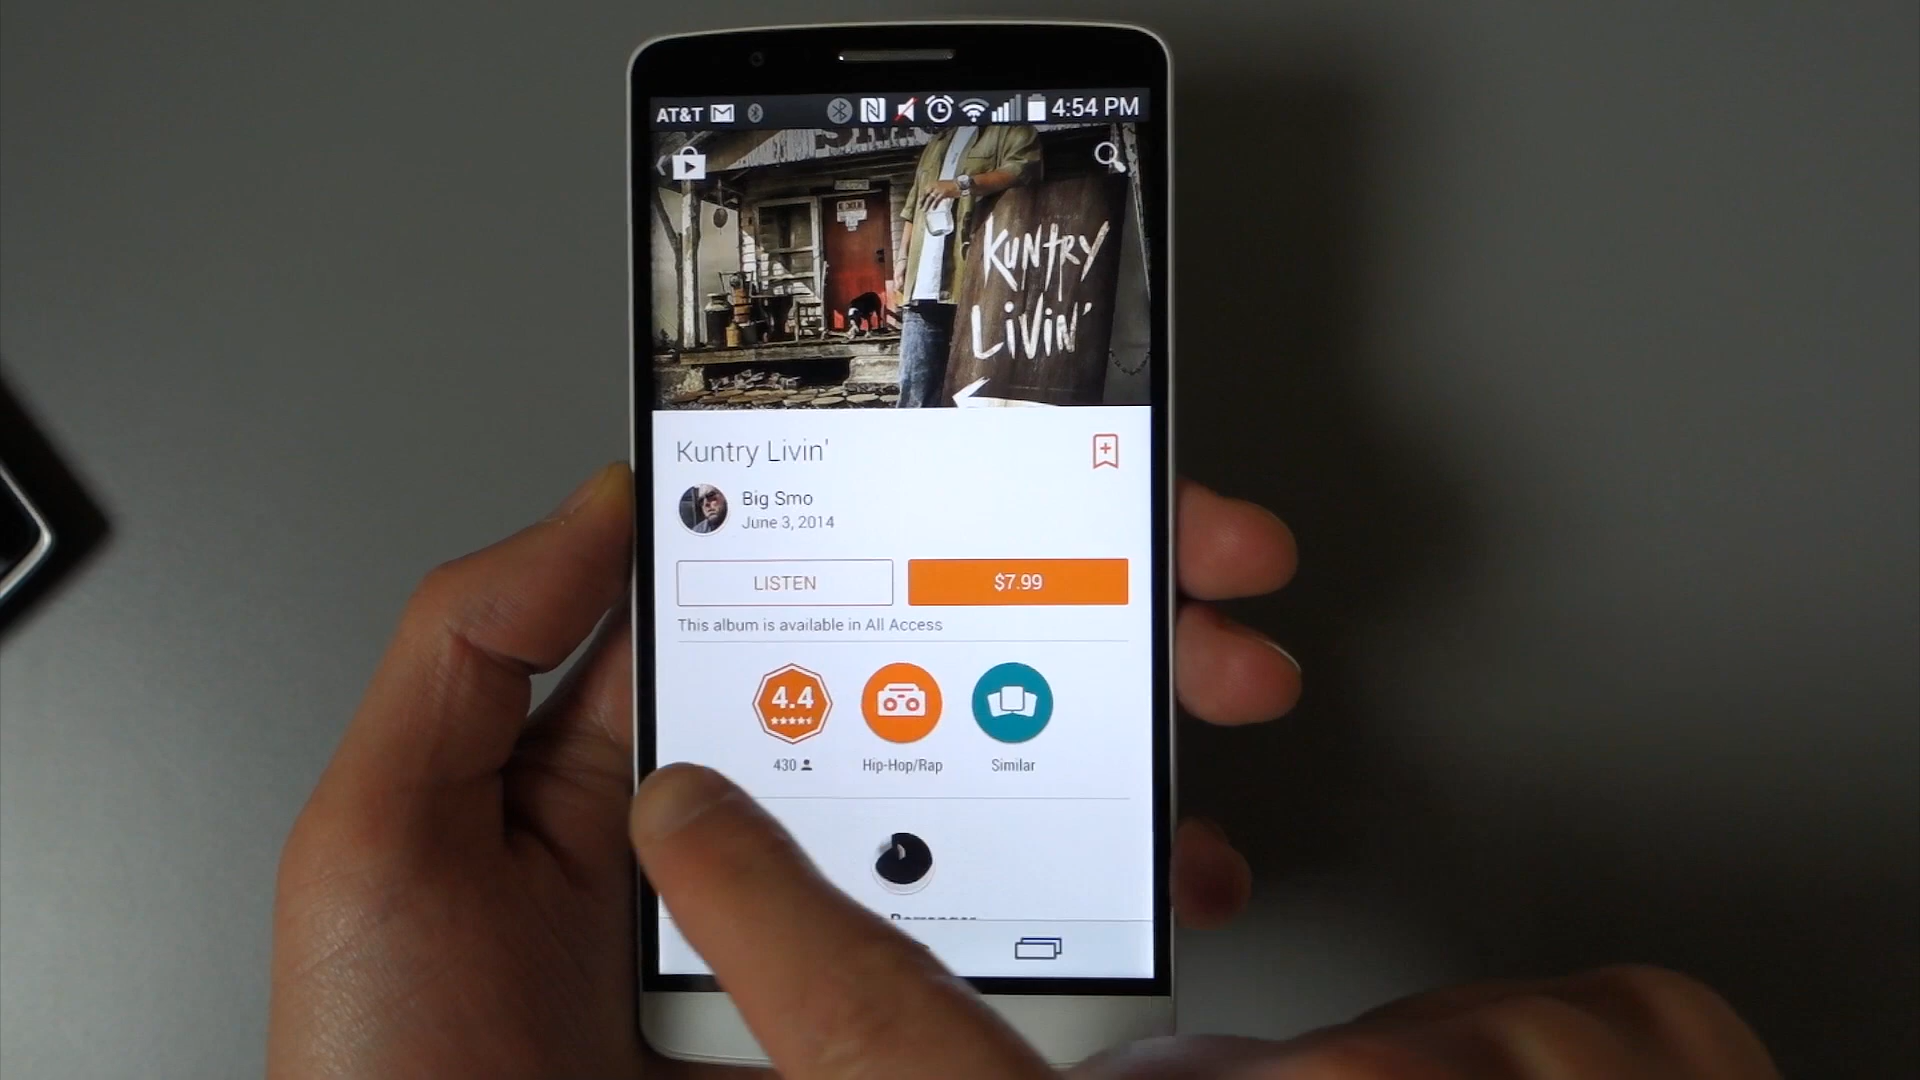 AT&T 4:54 PM
KUNTRY
LIVIN'
Kuntry Livin'
Big Smo
June 3, 2014
LISTEN $7.99
This album is available in All Access
4.4
430 Hip-Hop/Rap Similar